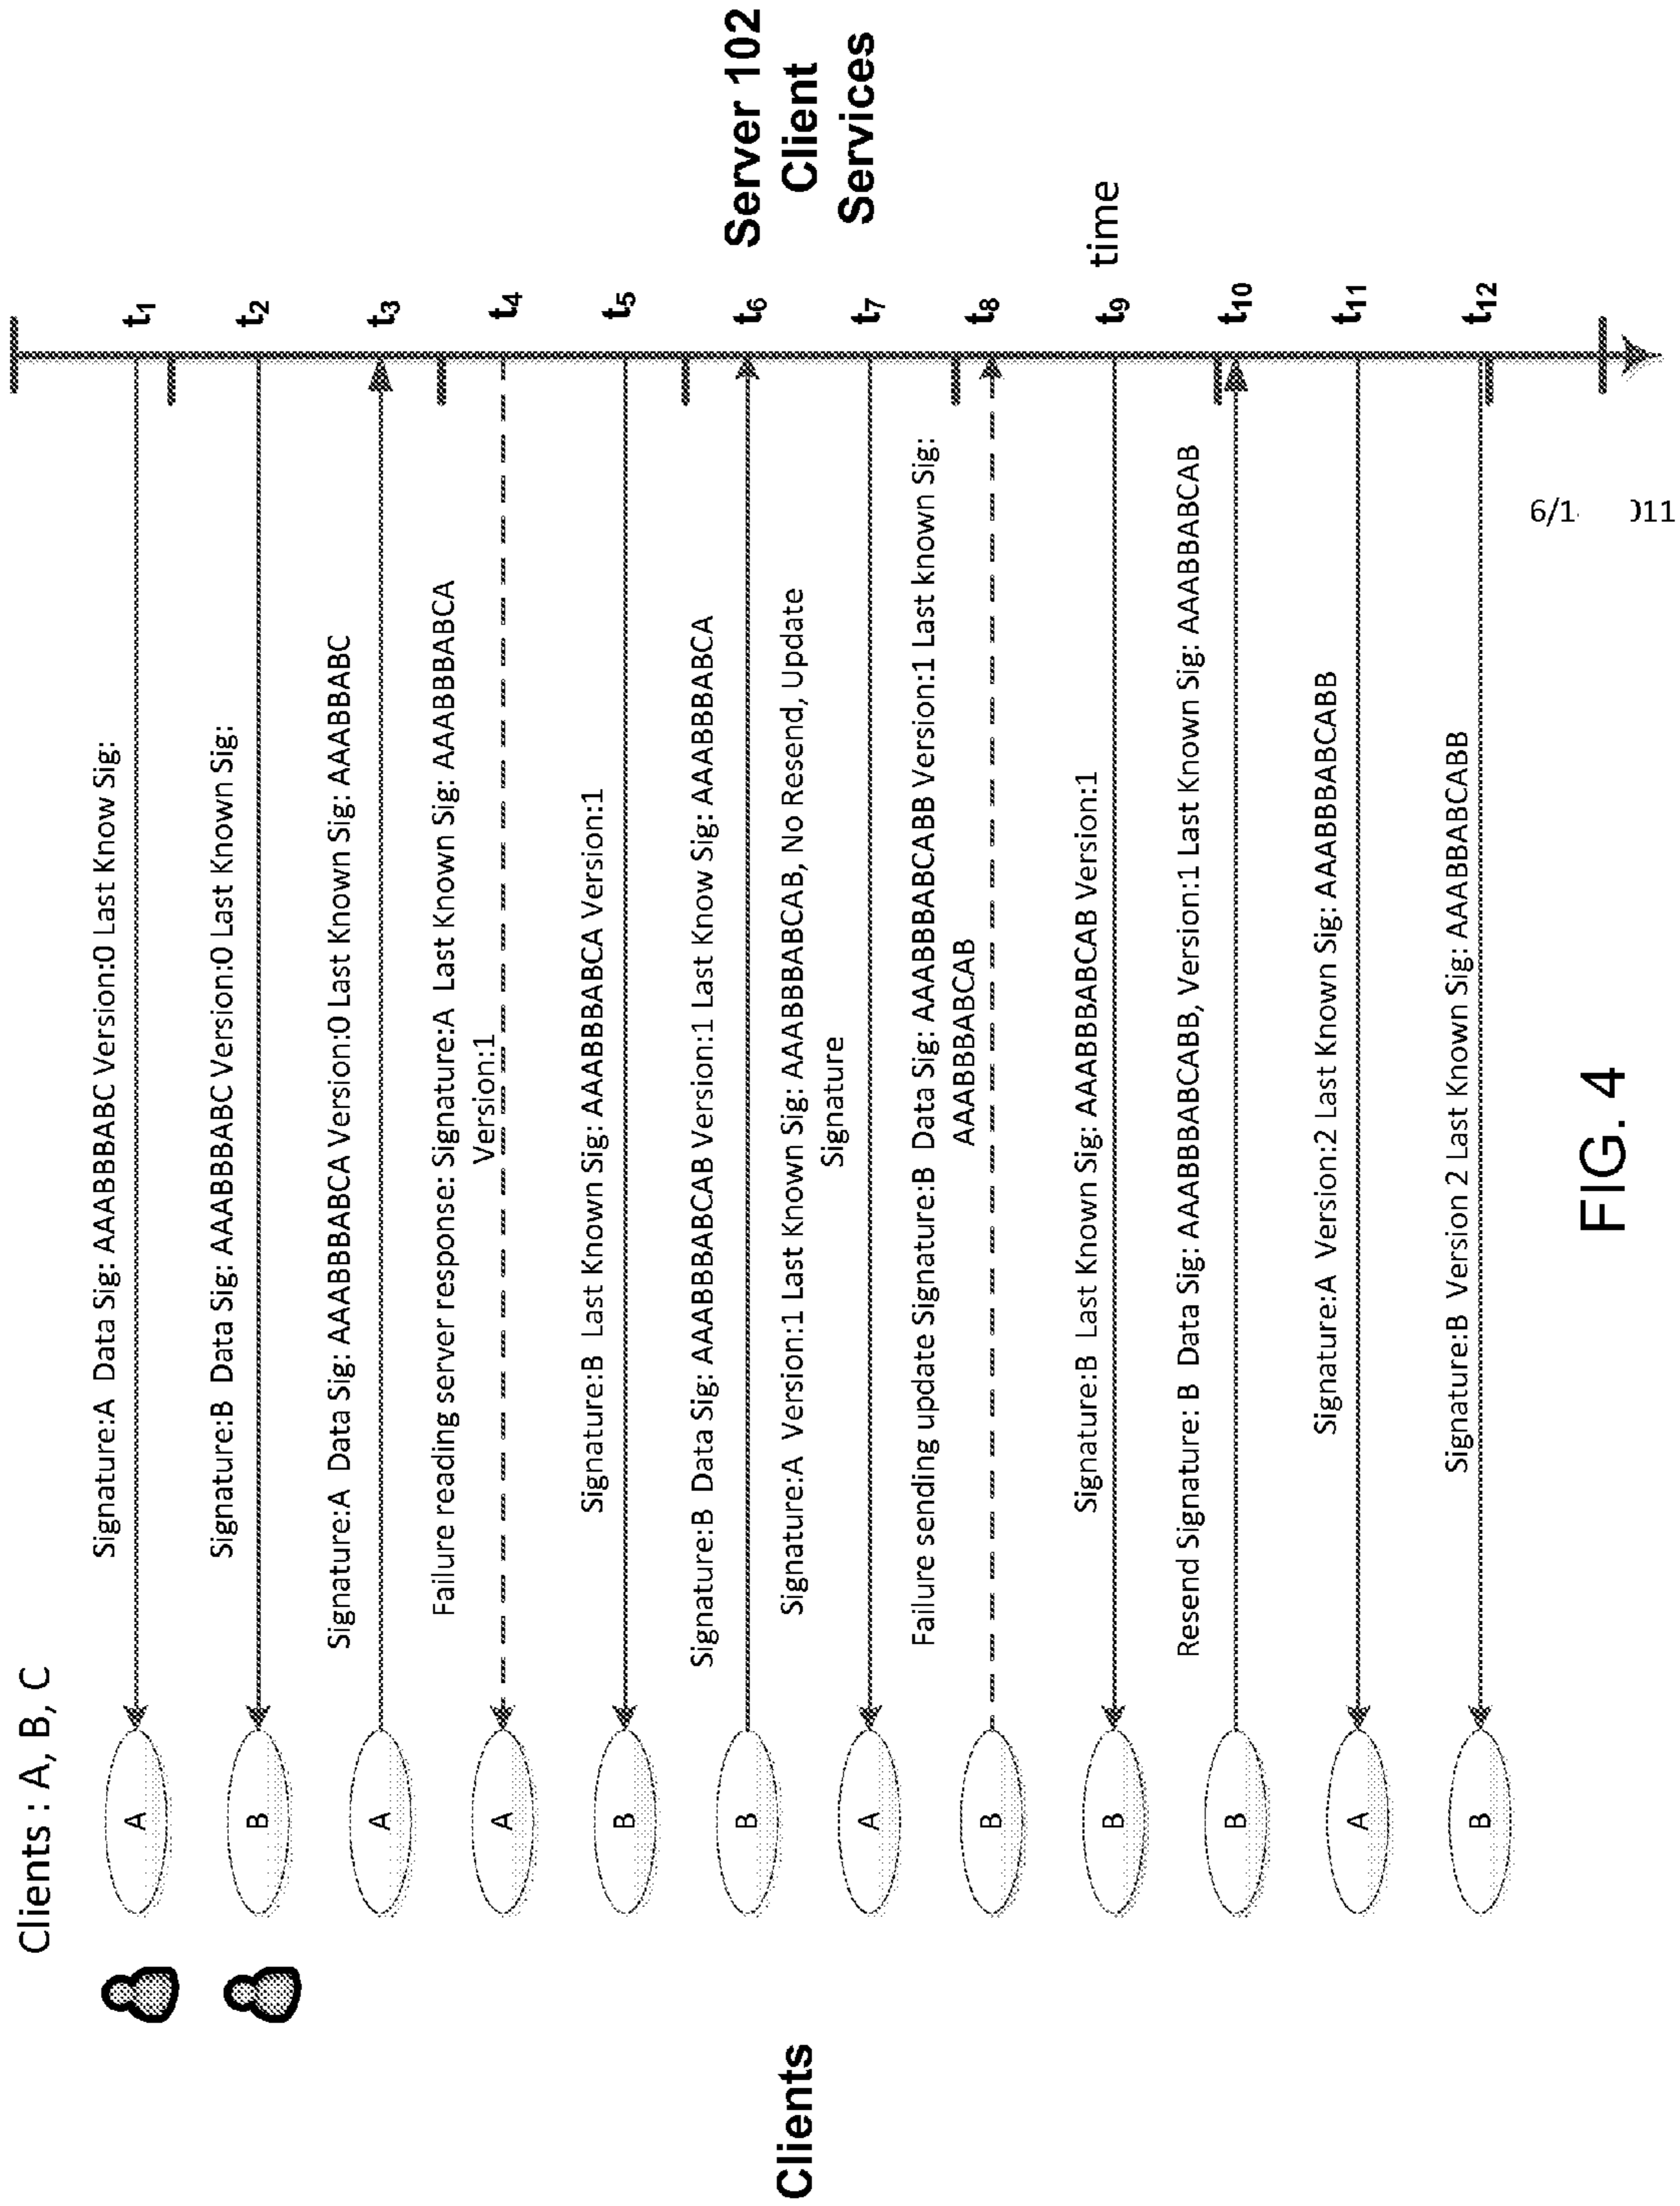 Clients : A, B, C
Clients
Server 102
Client
Services
A
Signature:A Data Sig: AAABBBABC Version:0 Last Know Sig:
t1
B
Signature:B Data Sig: AAABBBABC Version:0 Last Known Sig:
t2
A
Signature:A Data Sig: AAABBBABCA Version:0 Last Known Sig: AAABBBABC
t3
A
Failure reading server response: Signature:A Last Known Sig: AAABBBABCA
Version:1
t4
B
Signature:B Last Known Sig: AAABBBABCA Version:1
t5
B
Signature:B Data Sig: AAABBBABCAB Version:1 Last Know Sig: AAABBBABCA
t6
A
Signature:A Version:1 Last Known Sig: AAABBBABCAB, No Resend, Update
Signature
t7
B
Failure sending update Signature:B Data Sig: AAABBBABCABB Version:1 Last known Sig:
AAABBBABCAB
t8
B
Signature:B Last Known Sig: AAABBBABCAB Version:1
t9
time
B
Resend Signature: B Data Sig: AAABBBABCABB, Version:1 Last Known Sig: AAABBABCAB
t10
A
Signature:A Version:2 Last Known Sig: AAABBBABCABB
t11
B
Signature:B Version 2 Last Known Sig: AAABBABCABB
t12
FIG. 4